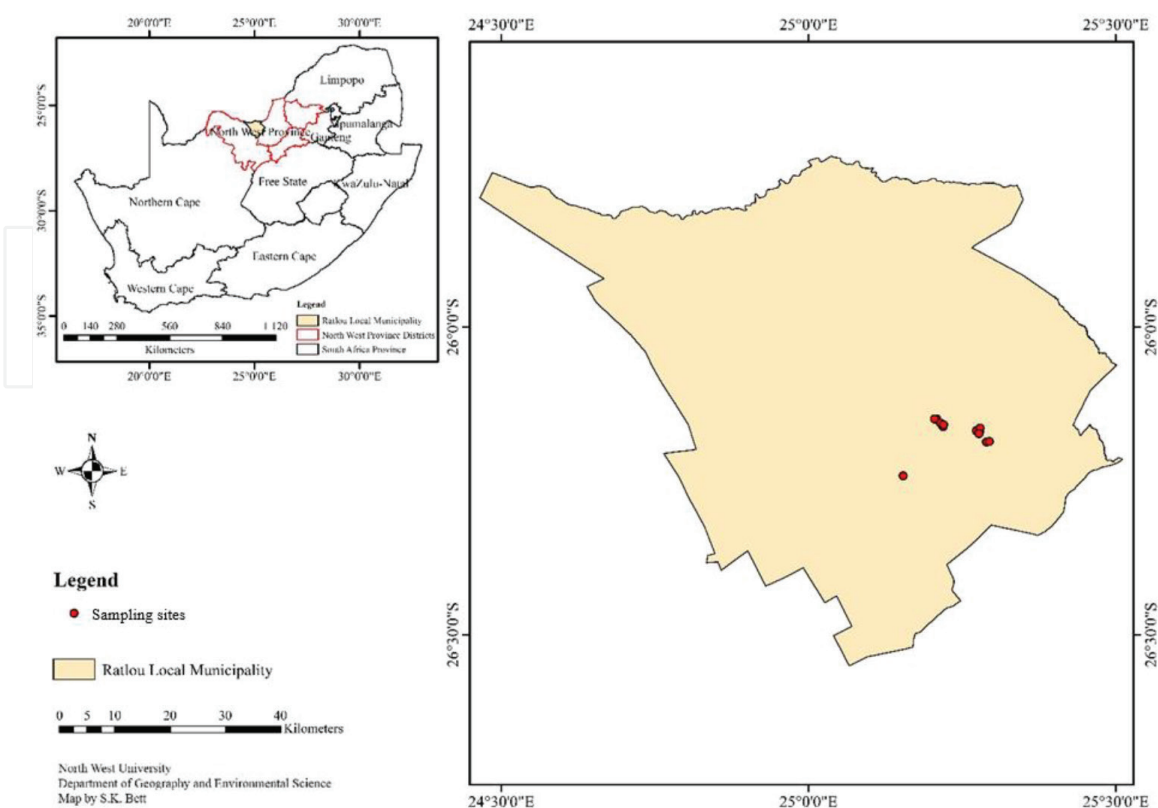 20°0'0"E 25°0'0"E 30°0'0"E
25°0'0"S
30°0'0"S
35°0'0"S
Limpopo
Mpumalanga
North West Province
Gauteng
Free State
KwaZulu-Natal
Northern Cape
Eastern Cape
Western Cape
Legend
Ratlou Local Municipality
North West Province Districts
South Africa Province
0 140 280 560 840 1 120
Kilometers
20°0'0"E 25°0'0"E 30°0'0"E
N
W E
S
Legend
Sampling sites
Ratlou Local Municipality
0 5 10 20 30 40
Kilometers
North West University
Department of Geography and Environmental Science
Map by S.K. Bett
24°30'0"E 25°0'0"E 25°30'0"E
26°0'0"S 26°0'0"S
26°30'0"S 26°30'0"S
24°30'0"E 25°0'0"E 25°30'0"E